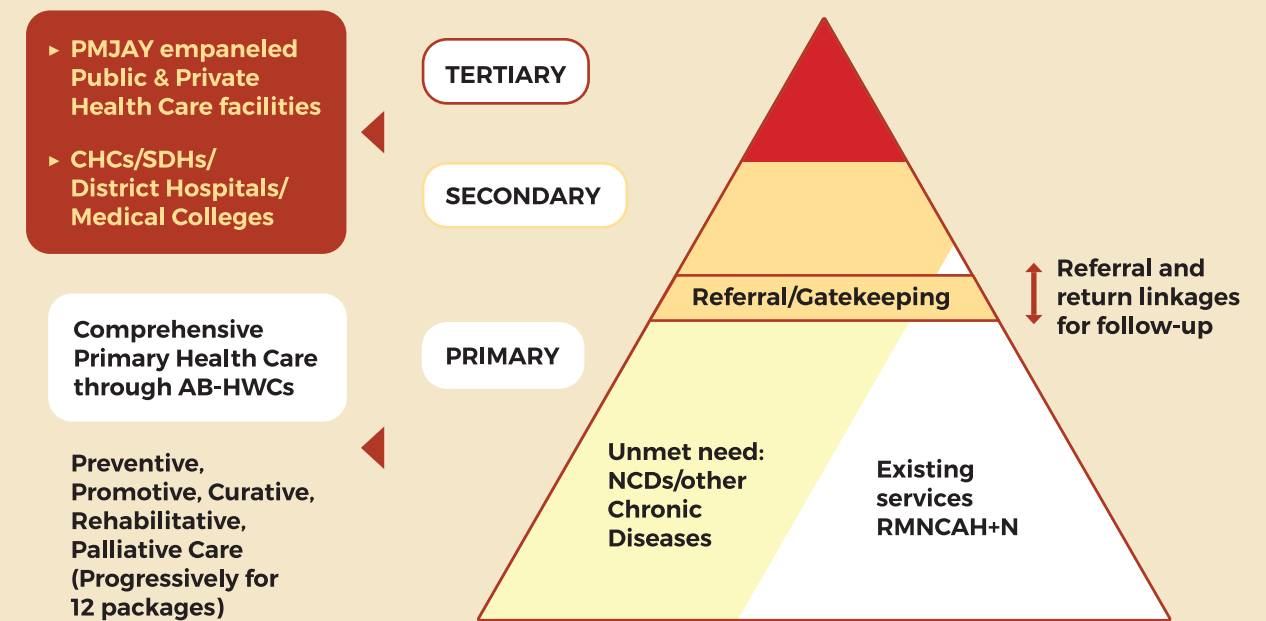 ▸ PMJAY empaneled
Public & Private
Health Care facilities
▸ CHCs/SDHs/
District Hospitals/
Medical Colleges
TERTIARY
SECONDARY
Referral/Gatekeeping
Referral and
return linkages
for follow-up
Comprehensive
Primary Health Care
through AB-HWCs
PRIMARY
Preventive,
Promotive, Curative,
Rehabilitative,
Palliative Care
(Progressively for
12 packages)
Unmet need:
NCDs/other
Chronic
Diseases
Existing
services
RMNCAH+N